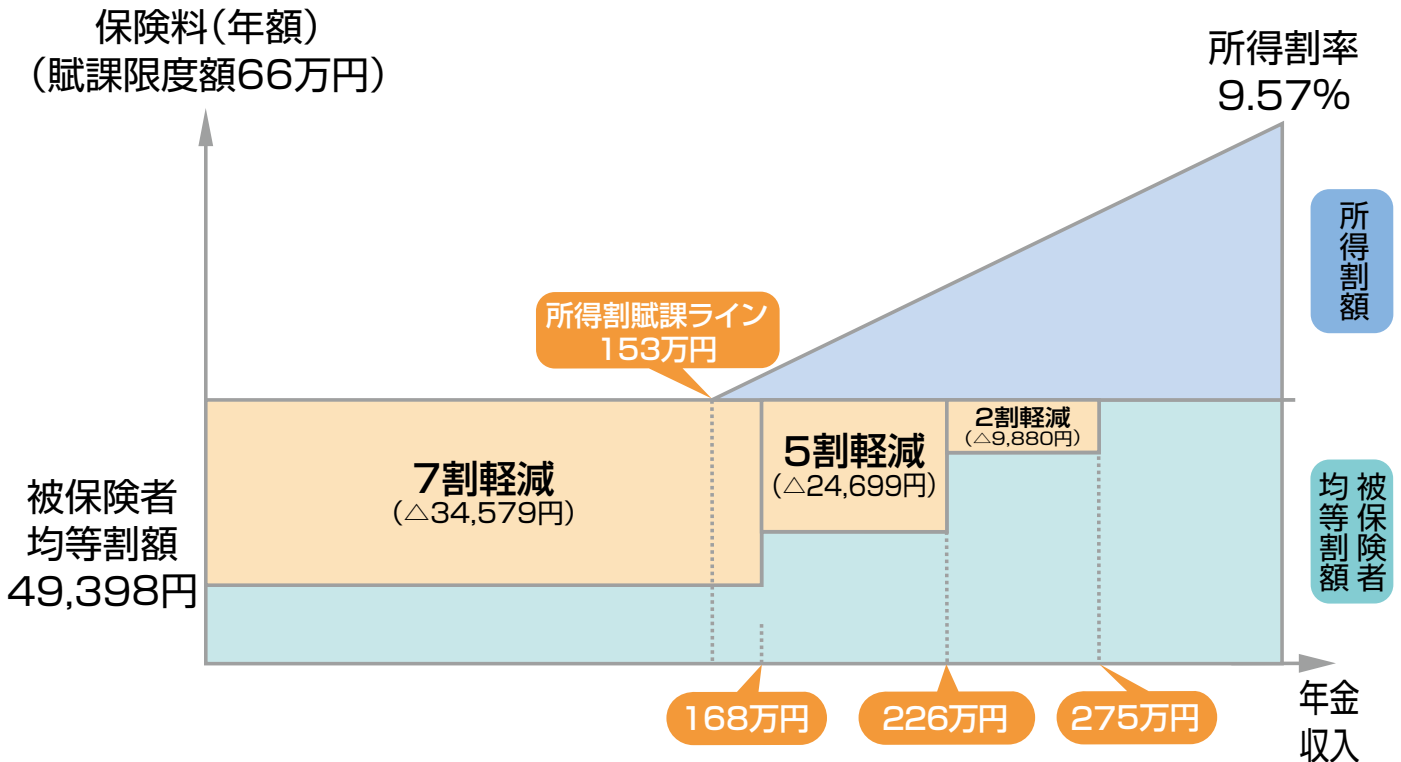 保険料(年額)
(賦課限度額66万円)
所得割率
9.57%
所得割額
所得割賦課ライン
153万円
7割軽減
(△34,579円)
5割軽減
(△24,699円)
2割軽減
(△9,880円)
被保険者
均等割額
49,398円
被保険者
均等割額
168万円
226万円
275万円
年金
収入